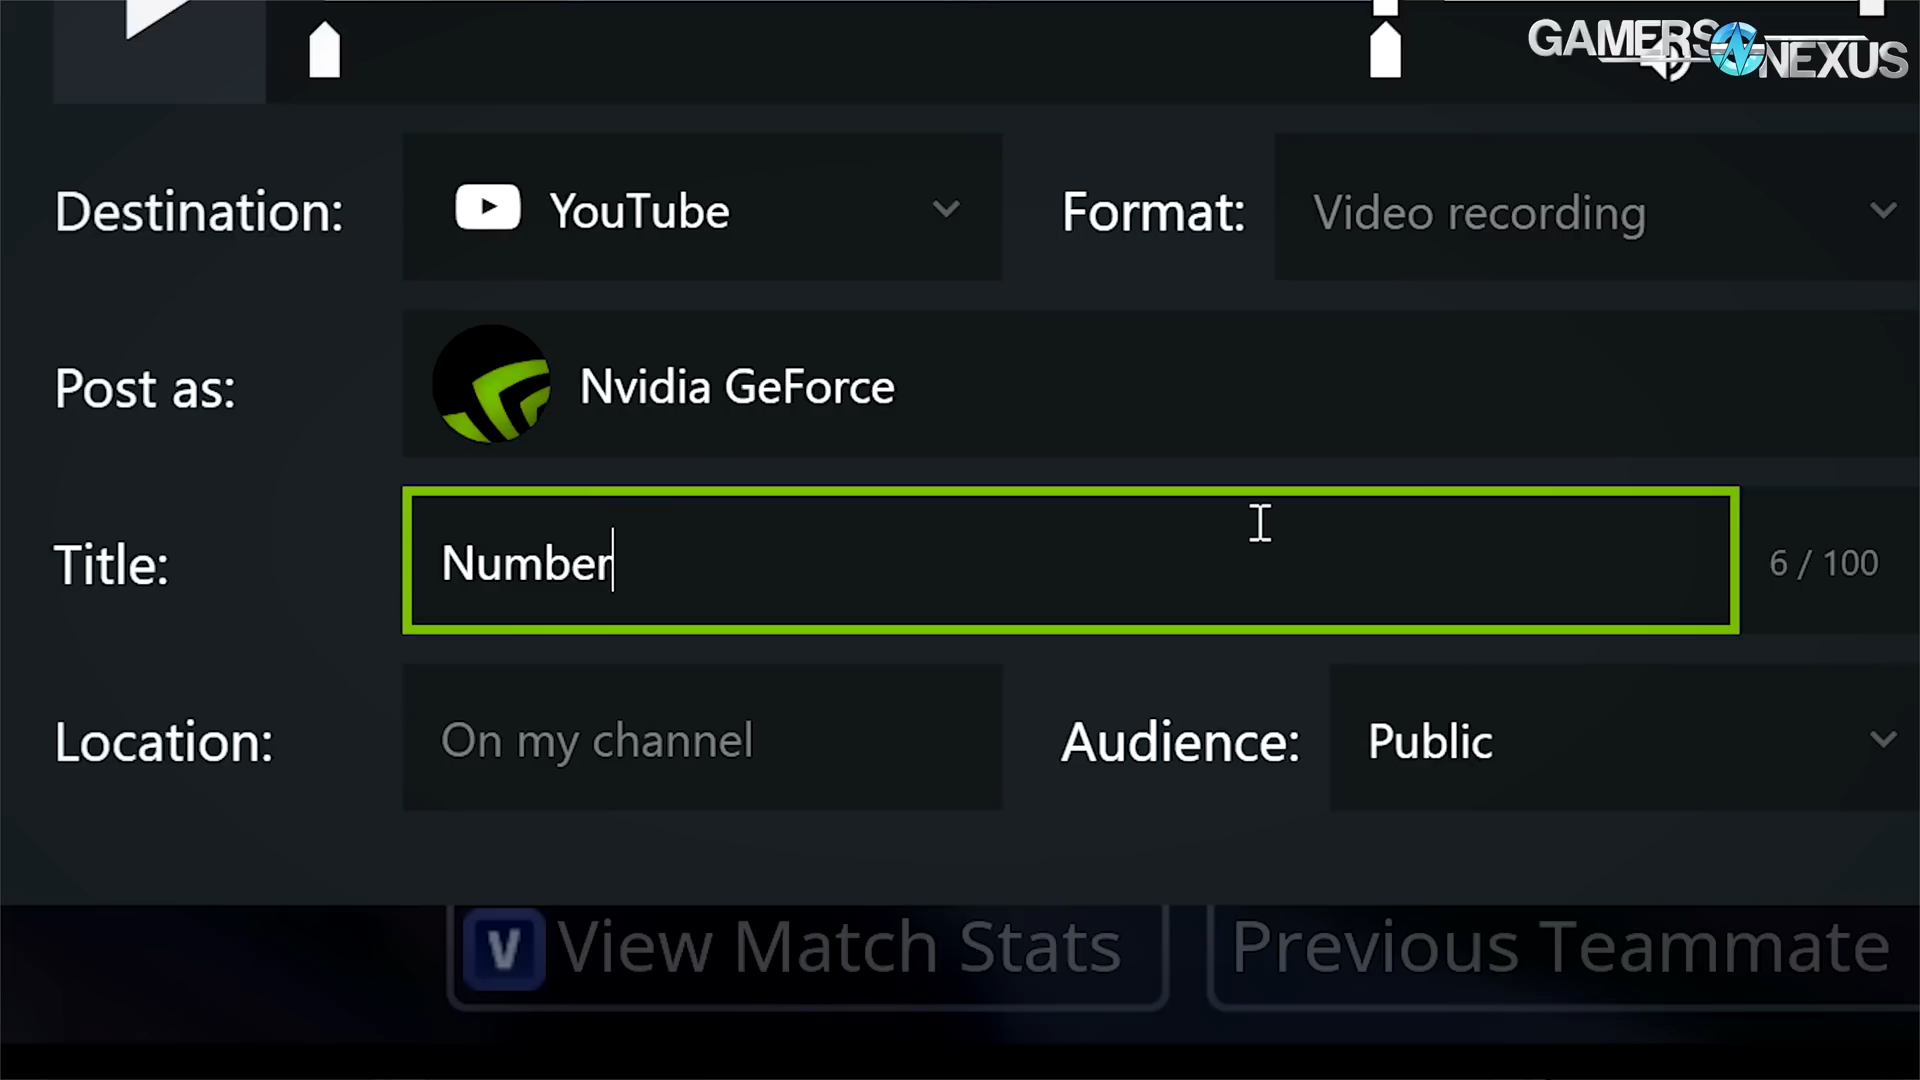 GAMERS NEXUS
Destination: YouTube Format: Video recording
Post as: Nvidia GeForce
Title: Number 6 / 100
Location: On my channel Audience: Public
V View Match Stats Previous Teammate